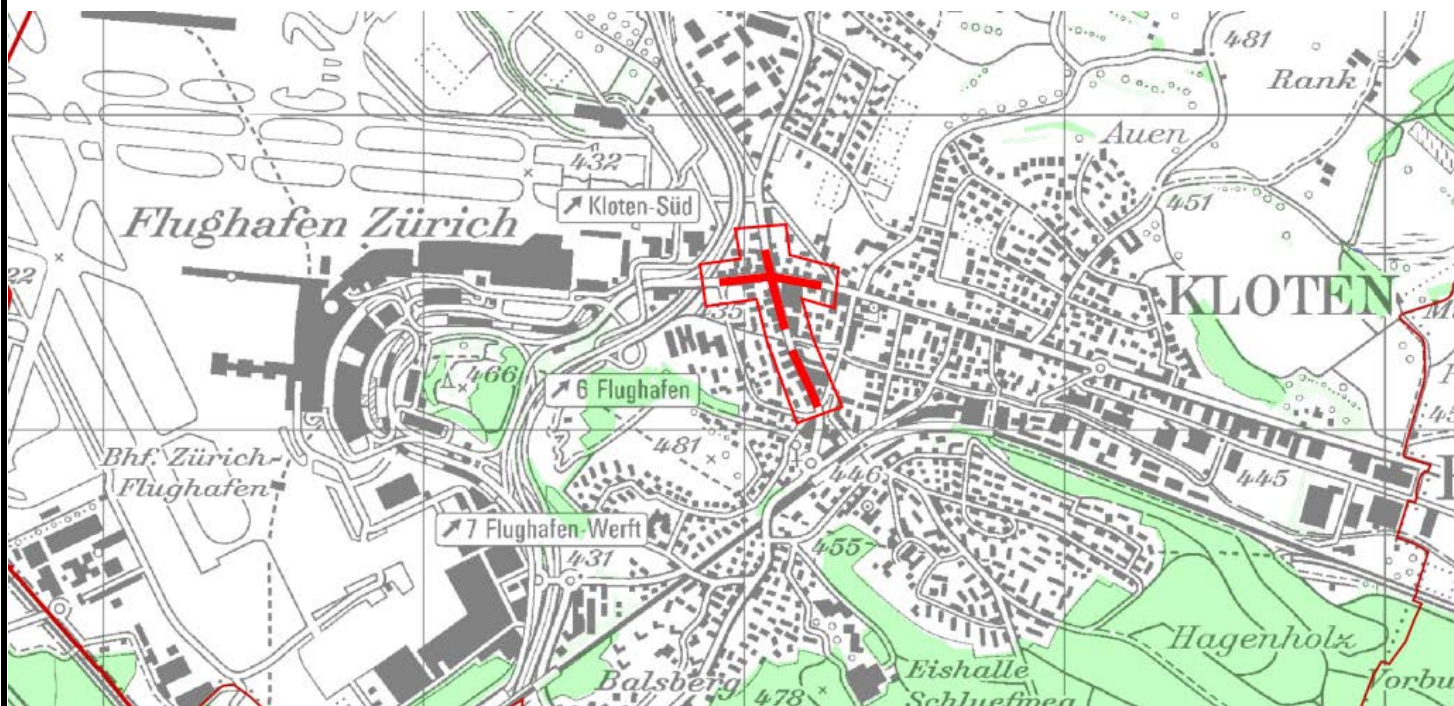 481
Rank
Auen
432
Kloten-Süd
451
Flughafen Zürich
22
KLOTEN
435
466
6 Flughafen
481
Bhf. Zürich-
Flughafen
446
445
7 Flughafen-Werft
455
431
Hagenholz
Eishalle
Schluefweg
Balsberg
478